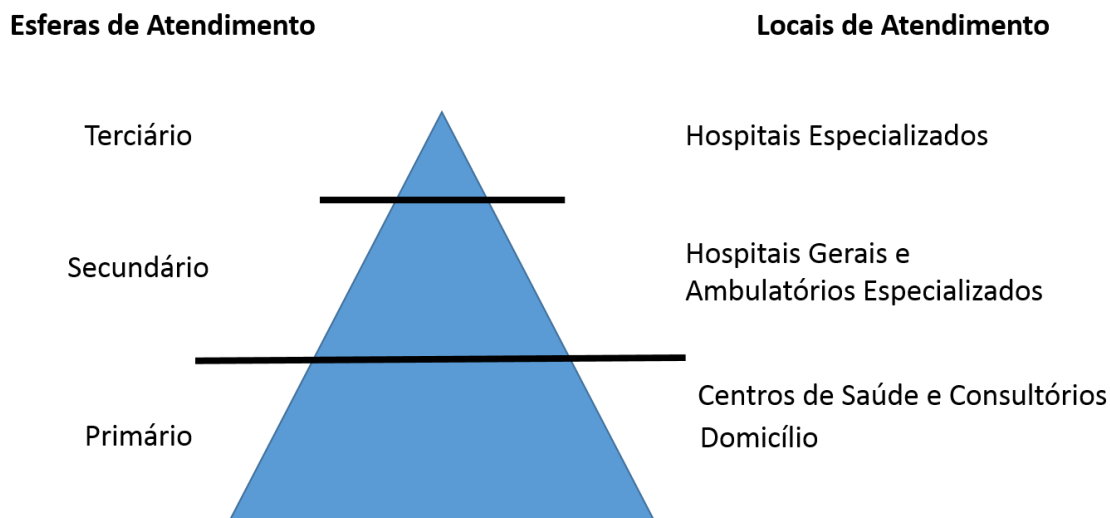 Esferas de Atendimento
Locais de Atendimento
Terciário
Hospitais Especializados
Secundário
Hospitais Gerais e
Ambulatórios Especializados
Primário
Centros de Saúde e Consultórios
Domicílio